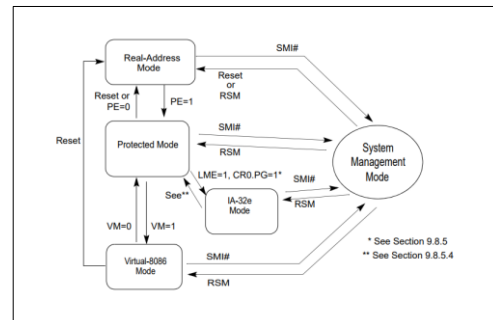 Real-Address
Mode
SMI#
Reset
or
RSM
Reset or
PE=0
PE=1
Reset
Protected Mode
SMI#
RSM
System
Management
Mode
LME=1, CR0.PG=1*
SMI#
See**
IA-32e
Mode
RSM
VM=0
VM=1
* See Section 9.8.5
** See Section 9.8.5.4
Virtual-8086
Mode
SMI#
RSM